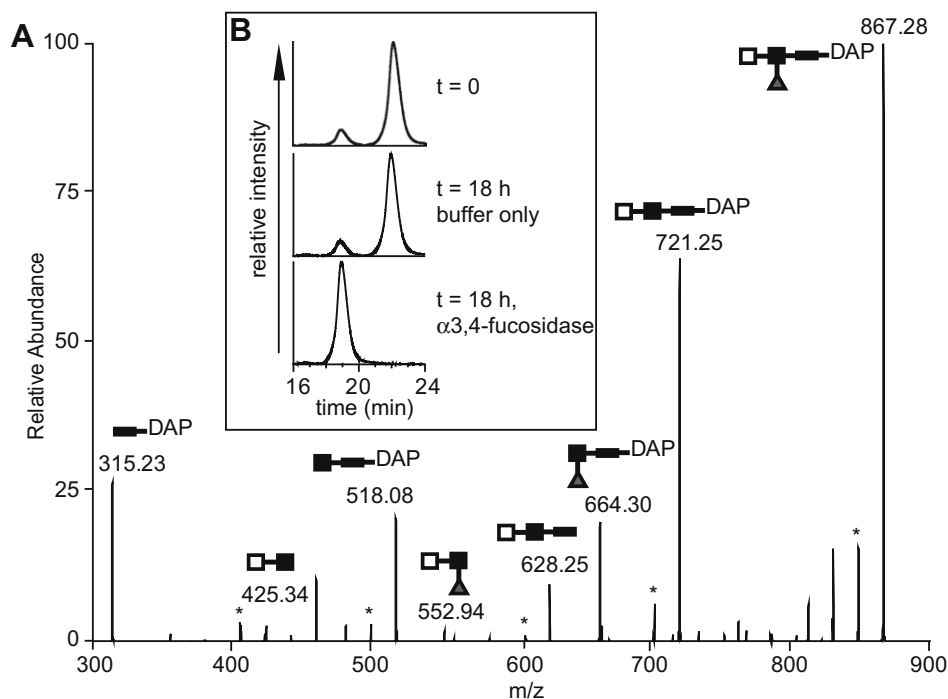 A
B
relative intensity
t = 0
t = 18 h
buffer only
t = 18 h,
α3,4-fucosidase
16 20 24
time (min)
867.28
DAP
DAP
721.25
DAP
315.23
DAP
518.08
DAP
664.30
425.34
552.94
628.25
*
*
*
*
*
Relative Abundance
100
75
50
25
0
300 400 500 600 700 800 900
m/z